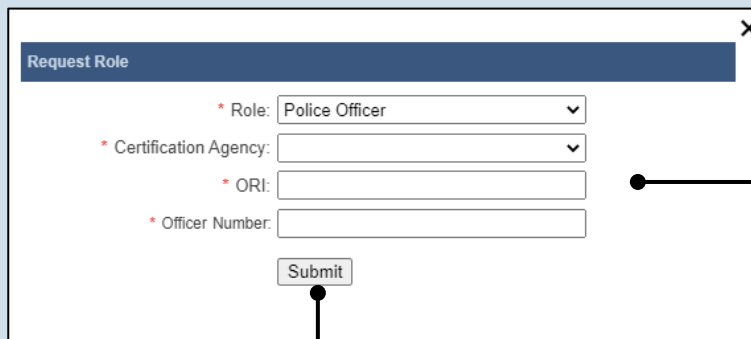 Request Role
* Role: Police Officer
* Certification Agency:
* ORI:
* Officer Number:
Submit